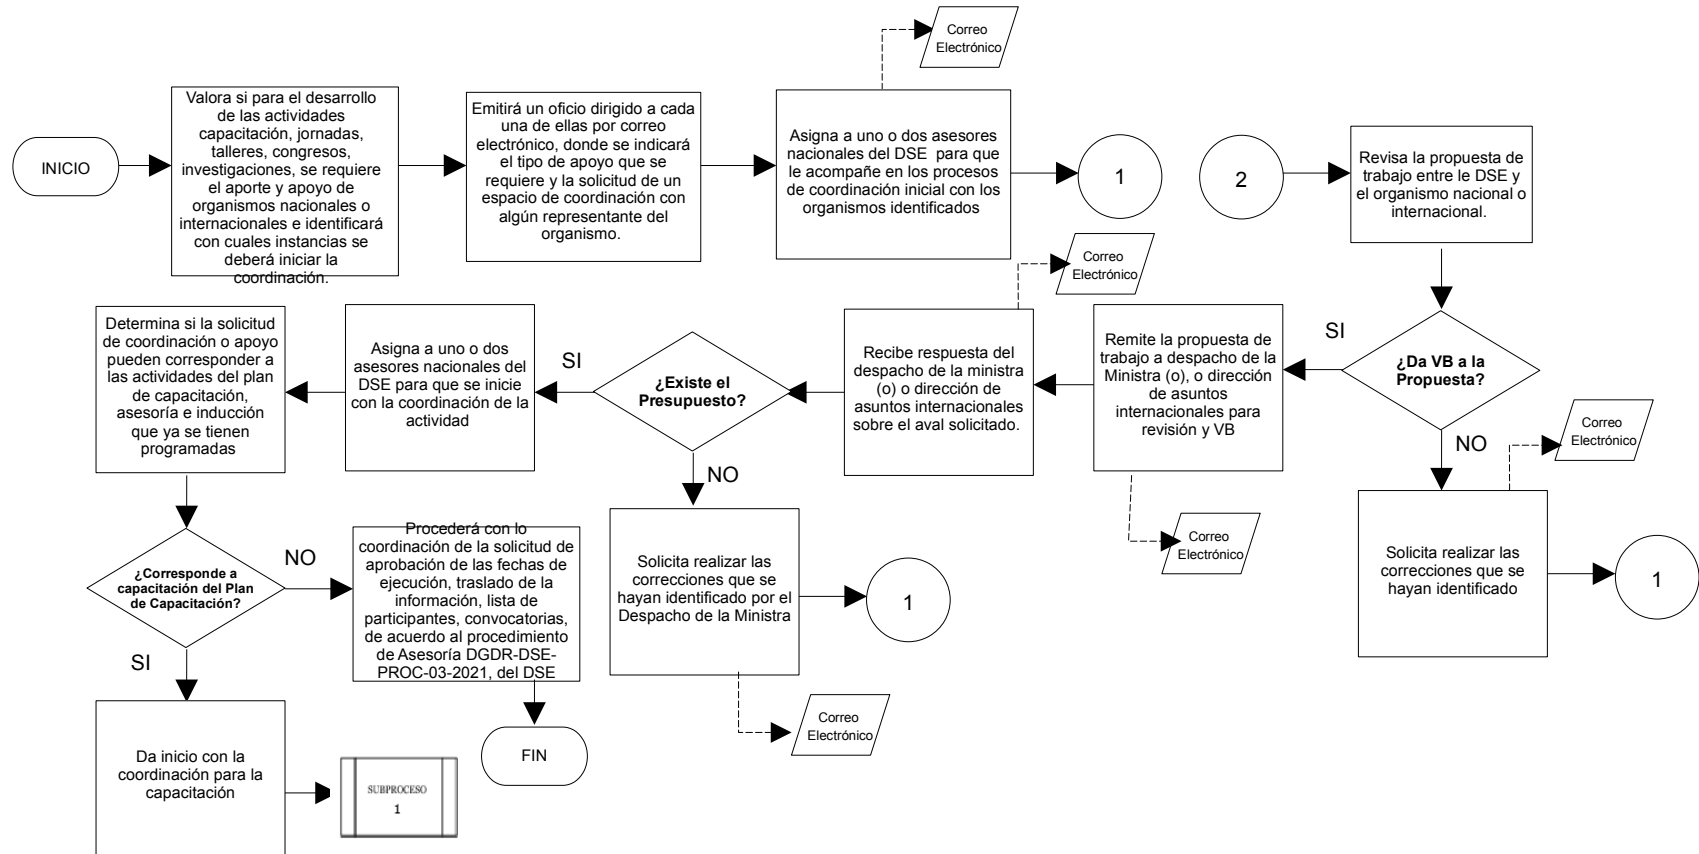 INICIO
Valora si para el desarrollo
de las actividades
capacitación, jornadas,
talleres, congresos,
investigaciones, se requiere
el aporte y apoyo de
organismos nacionales o
internacionales e identificará
con cuales instancias se
deberá iniciar la
coordinación.
Emitirá un oficio dirigido a cada
una de ellas por correo
electrónico, donde se indicará
el tipo de apoyo que se
requiere y la solicitud de un
espacio de coordinación con
algún representante del
organismo.
Correo
Electrónico
Asigna a uno o dos asesores
nacionales del DSE para que
le acompañe en los procesos
de coordinación inicial con los
organismos identificados
1
2
Revisa la propuesta de
trabajo entre le DSE y
el organismo nacional o
internacional.
¿Da VB a la
Propuesta?
SI
NO
Remite la propuesta de
trabajo a despacho de la
Ministra (o), o dirección
de asuntos
internacionales para
revisión y VB
Correo
Electrónico
Correo
Electrónico
Solicita realizar las
correcciones que se
hayan identificado
1
Correo
Electrónico
Recibe respuesta del
despacho de la ministra
(o) o dirección de
asuntos internacionales
sobre el aval solicitado.
¿Existe el
Presupuesto?
SI
NO
Solicita realizar las
correcciones que se
hayan identificado por el
Despacho de la Ministra
1
Correo
Electrónico
Asigna a uno o dos
asesores nacionales del
DSE para que se inicie
con la coordinación de la
actividad
Determina si la solicitud
de coordinación o apoyo
pueden corresponder a
las actividades del plan
de capacitación,
asesoría e inducción
que ya se tienen
programadas
¿Corresponde a
capacitación del Plan
de Capacitación?
NO
SI
Procederá con lo
coordinación de la solicitud de
aprobación de las fechas de
ejecución, traslado de la
información, lista de
participantes, convocatorias,
de acuerdo al procedimiento
de Asesoría DGDR-DSE-
PROC-03-2021, del DSE
FIN
Da inicio con la
coordinación para la
capacitación
SUBPROCESO
1